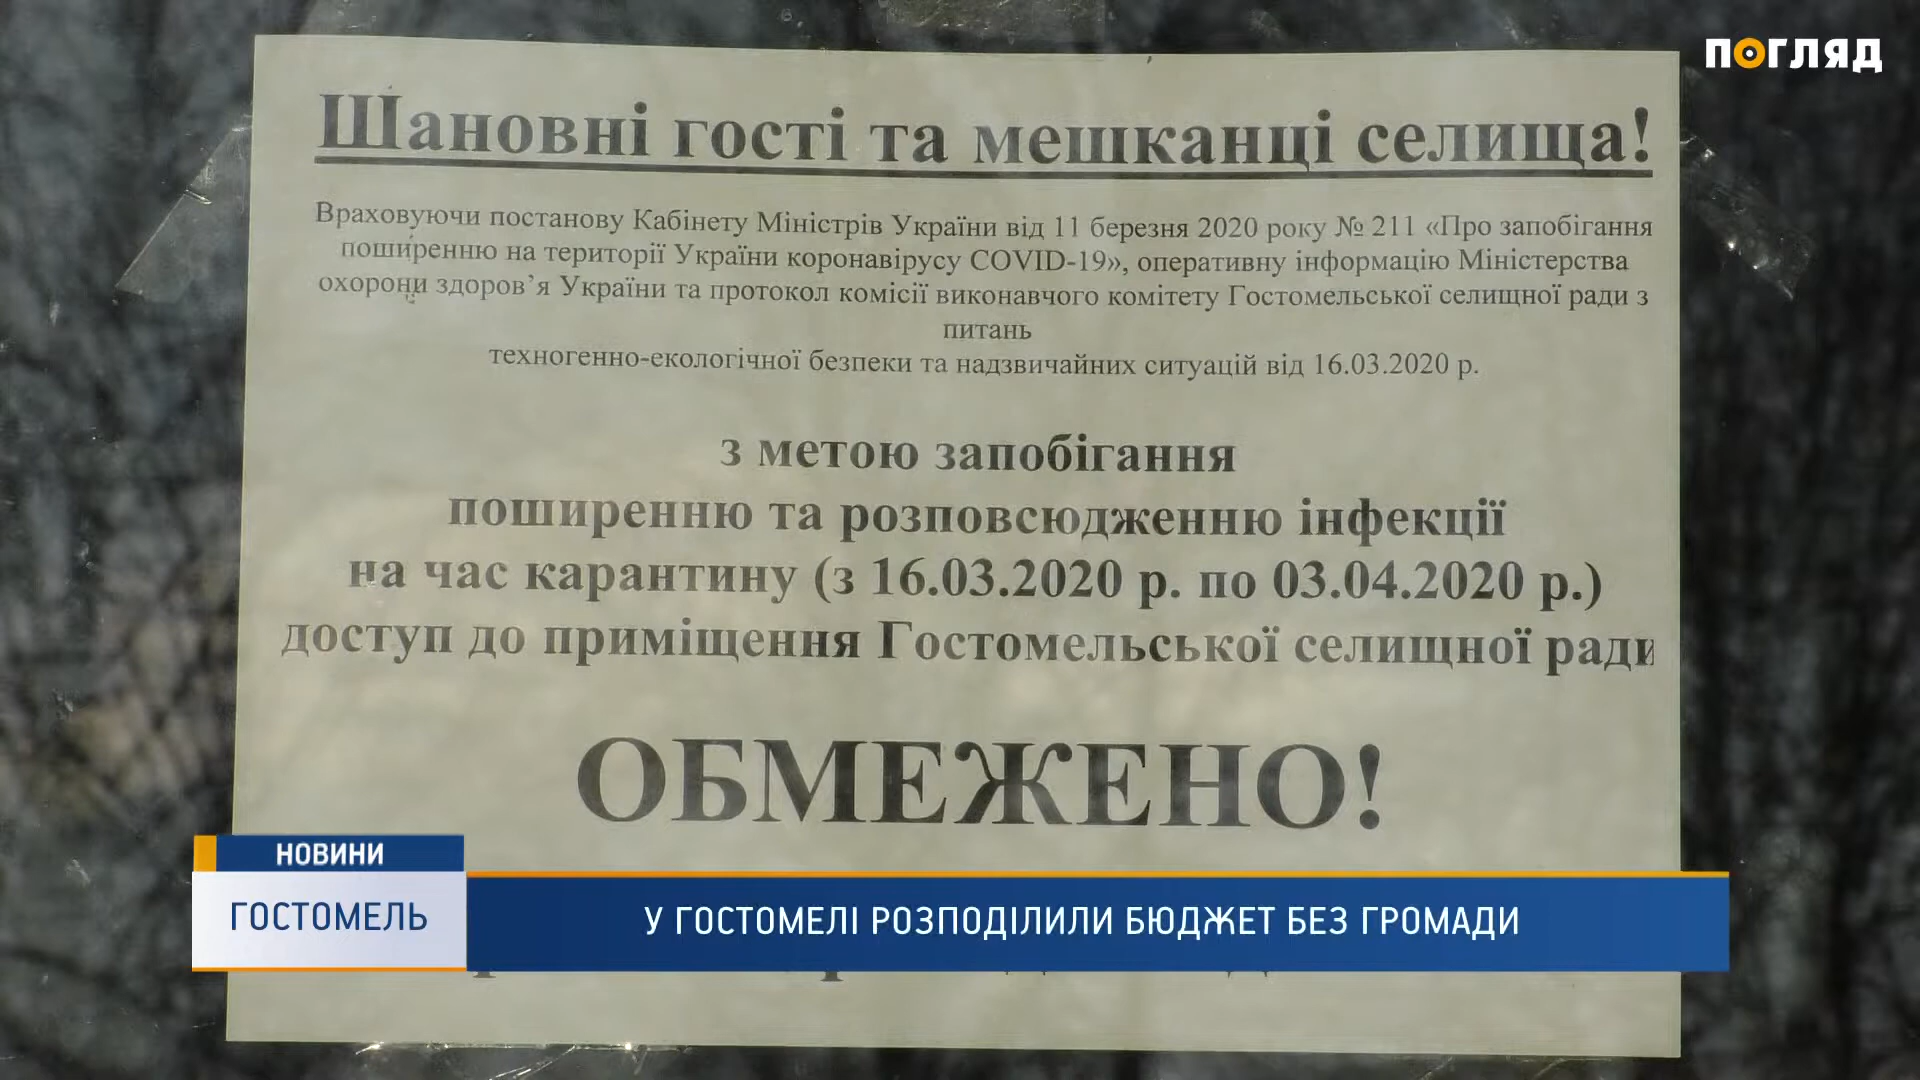 ПОГЛЯД
Шановні гості та мешканці селища!
Враховуючи постанову Кабінету Міністрів України від 11 березня 2020 року № 211 «Про запобігання
поширенню на території України коронавірусу COVID-19», оперативну інформацію Міністерства
охорони здоров’я України та протокол комісії виконавчого комітету Гостомельської селищної ради з
питань
техногенно-екологічної безпеки та надзвичайних ситуацій від 16.03.2020 р.
з метою запобігання
поширенню та розповсюдженню інфекції
на час карантину (з 16.03.2020 р. по 03.04.2020 р.)
доступ до приміщення Гостомельської селищної ради
ОБМЕЖЕНО!
НОВИНИ
ГОСТОМЕЛЬ
У ГОСТОМЕЛІ РОЗПОДІЛИЛИ БЮДЖЕТ БЕЗ ГРОМАДИ